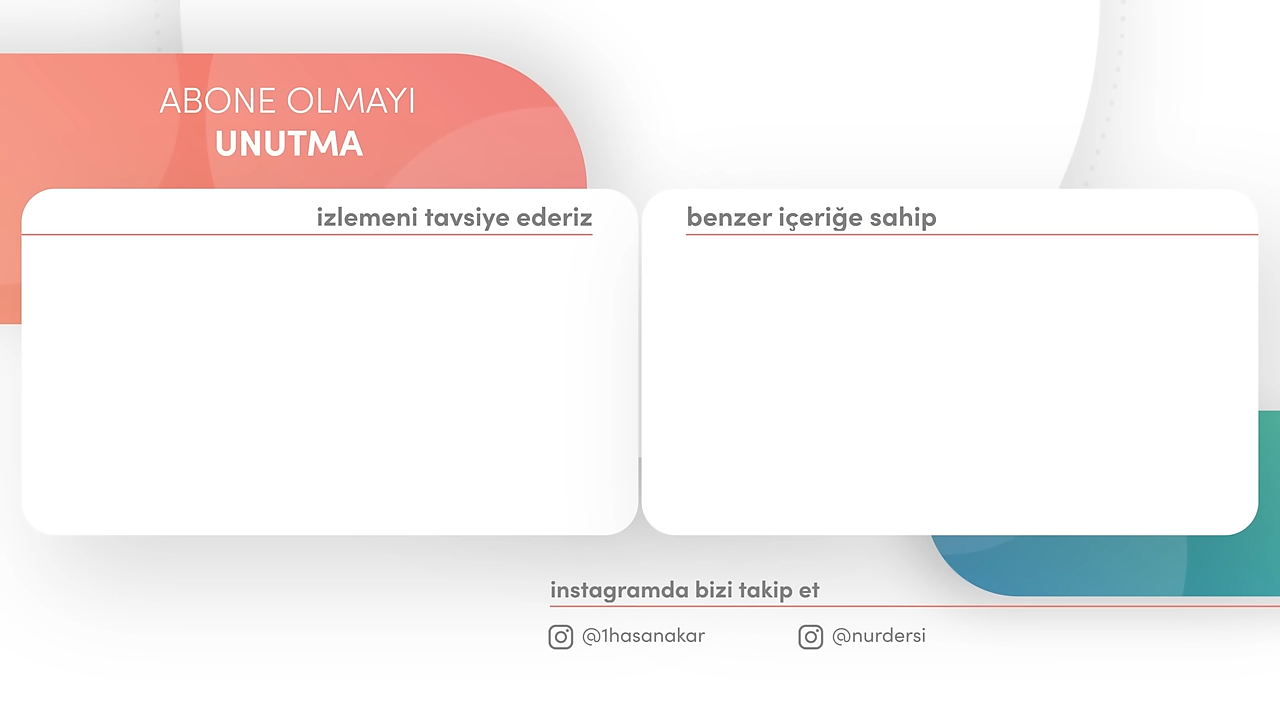 ABONE OLMAYI
UNUTMA
izlemeni tavsiye ederiz
benzer içeriğe sahip
instagramda bizi takip et
@1hasanakar
@nurdersi